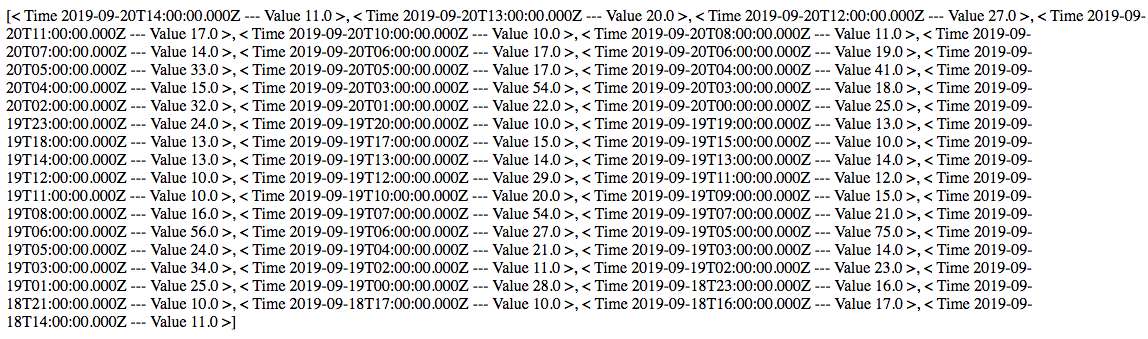 [< Time 2019-09-20T14:00:00.000Z --- Value 11.0 >, < Time 2019-09-20T13:00:00.000Z --- Value 20.0 >, < Time 2019-09-20T12:00:00.000Z --- Value 27.0 >, < Time 2019-09-
20T11:00:00.000Z --- Value 17.0 >, < Time 2019-09-20T10:00:00.000Z --- Value 10.0 >, < Time 2019-09-20T08:00:00.000Z --- Value 11.0 >, < Time 2019-09-
20T07:00:00.000Z --- Value 14.0 >, < Time 2019-09-20T06:00:00.000Z --- Value 17.0 >, < Time 2019-09-20T06:00:00.000Z --- Value 19.0 >, < Time 2019-09-
20T05:00:00.000Z --- Value 33.0 >, < Time 2019-09-20T05:00:00.000Z --- Value 17.0 >, < Time 2019-09-20T04:00:00.000Z --- Value 41.0 >, < Time 2019-09-
20T04:00:00.000Z --- Value 15.0 >, < Time 2019-09-20T03:00:00.000Z --- Value 54.0 >, < Time 2019-09-20T03:00:00.000Z --- Value 18.0 >, < Time 2019-09-
20T02:00:00.000Z --- Value 32.0 >, < Time 2019-09-20T01:00:00.000Z --- Value 22.0 >, < Time 2019-09-20T00:00:00.000Z --- Value 25.0 >, < Time 2019-09-
19T23:00:00.000Z --- Value 24.0 >, < Time 2019-09-19T20:00:00.000Z --- Value 10.0 >, < Time 2019-09-19T19:00:00.000Z --- Value 13.0 >, < Time 2019-09-
19T18:00:00.000Z --- Value 13.0 >, < Time 2019-09-19T17:00:00.000Z --- Value 15.0 >, < Time 2019-09-19T15:00:00.000Z --- Value 10.0 >, < Time 2019-09-
19T14:00:00.000Z --- Value 13.0 >, < Time 2019-09-19T13:00:00.000Z --- Value 14.0 >, < Time 2019-09-19T13:00:00.000Z --- Value 14.0 >, < Time 2019-09-
19T12:00:00.000Z --- Value 10.0 >, < Time 2019-09-19T12:00:00.000Z --- Value 29.0 >, < Time 2019-09-19T11:00:00.000Z --- Value 12.0 >, < Time 2019-09-
19T11:00:00.000Z --- Value 10.0 >, < Time 2019-09-19T10:00:00.000Z --- Value 20.0 >, < Time 2019-09-19T09:00:00.000Z --- Value 15.0 >, < Time 2019-09-
19T08:00:00.000Z --- Value 16.0 >, < Time 2019-09-19T07:00:00.000Z --- Value 54.0 >, < Time 2019-09-19T07:00:00.000Z --- Value 21.0 >, < Time 2019-09-
19T06:00:00.000Z --- Value 56.0 >, < Time 2019-09-19T06:00:00.000Z --- Value 27.0 >, < Time 2019-09-19T05:00:00.000Z --- Value 75.0 >, < Time 2019-09-
19T05:00:00.000Z --- Value 24.0 >, < Time 2019-09-19T04:00:00.000Z --- Value 21.0 >, < Time 2019-09-19T03:00:00.000Z --- Value 14.0 >, < Time 2019-09-
19T03:00:00.000Z --- Value 34.0 >, < Time 2019-09-19T02:00:00.000Z --- Value 11.0 >, < Time 2019-09-19T02:00:00.000Z --- Value 23.0 >, < Time 2019-09-
19T01:00:00.000Z --- Value 25.0 >, < Time 2019-09-19T00:00:00.000Z --- Value 28.0 >, < Time 2019-09-18T23:00:00.000Z --- Value 16.0 >, < Time 2019-09-
18T21:00:00.000Z --- Value 10.0 >, < Time 2019-09-18T17:00:00.000Z --- Value 10.0 >, < Time 2019-09-18T16:00:00.000Z --- Value 17.0 >, < Time 2019-09-
18T14:00:00.000Z --- Value 11.0 >]